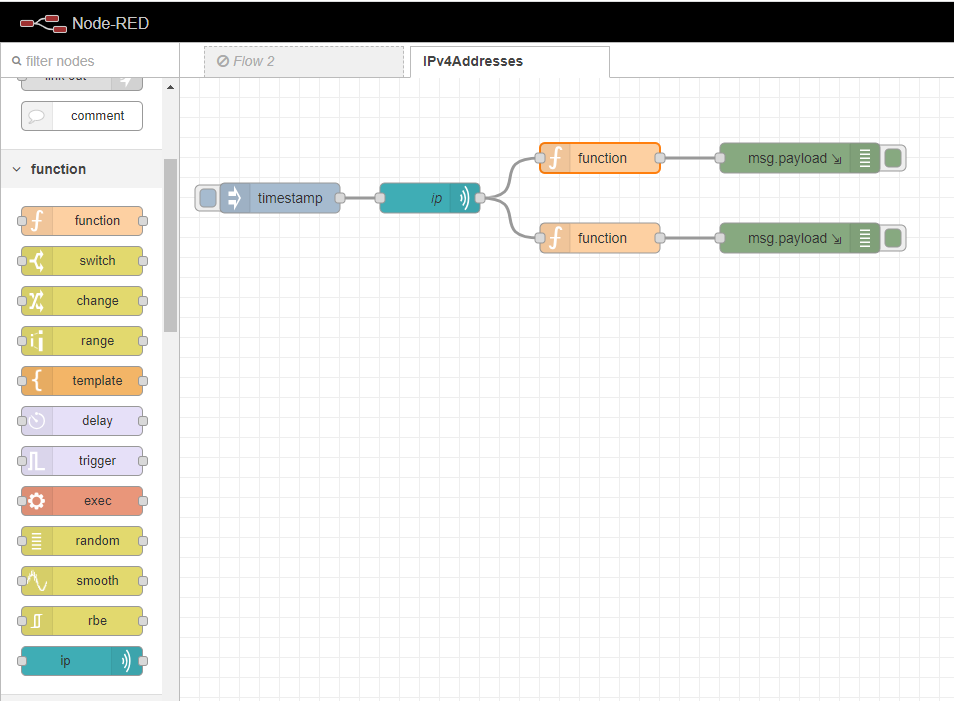 Node-RED
filter nodes
Flow 2
IPv4Addresses
link out
comment
function
function
switch
change
range
template
delay
trigger
exec
random
smooth
rbe
ip
timestamp
ip
function
msg.payload
function
msg.payload